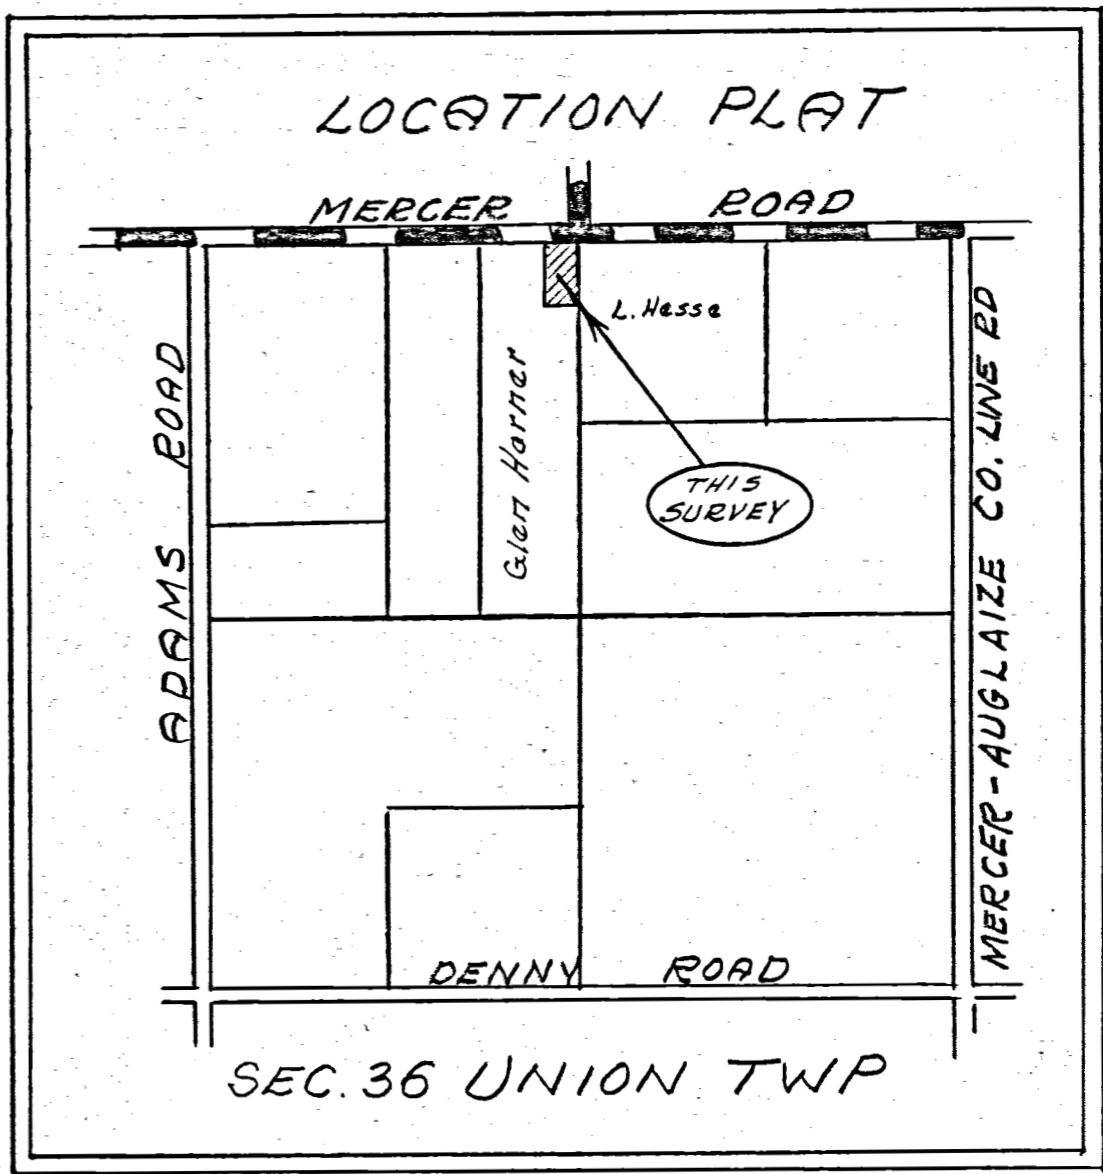 LOCATION PLAT
MERCER ROAD
L. Hesse
Glen Horner
THIS
SURVEY
ADAMS ROAD
MERCER-AUGLAIZE CO. LINE RD
DENNY ROAD
SEC. 36 UNION TWP